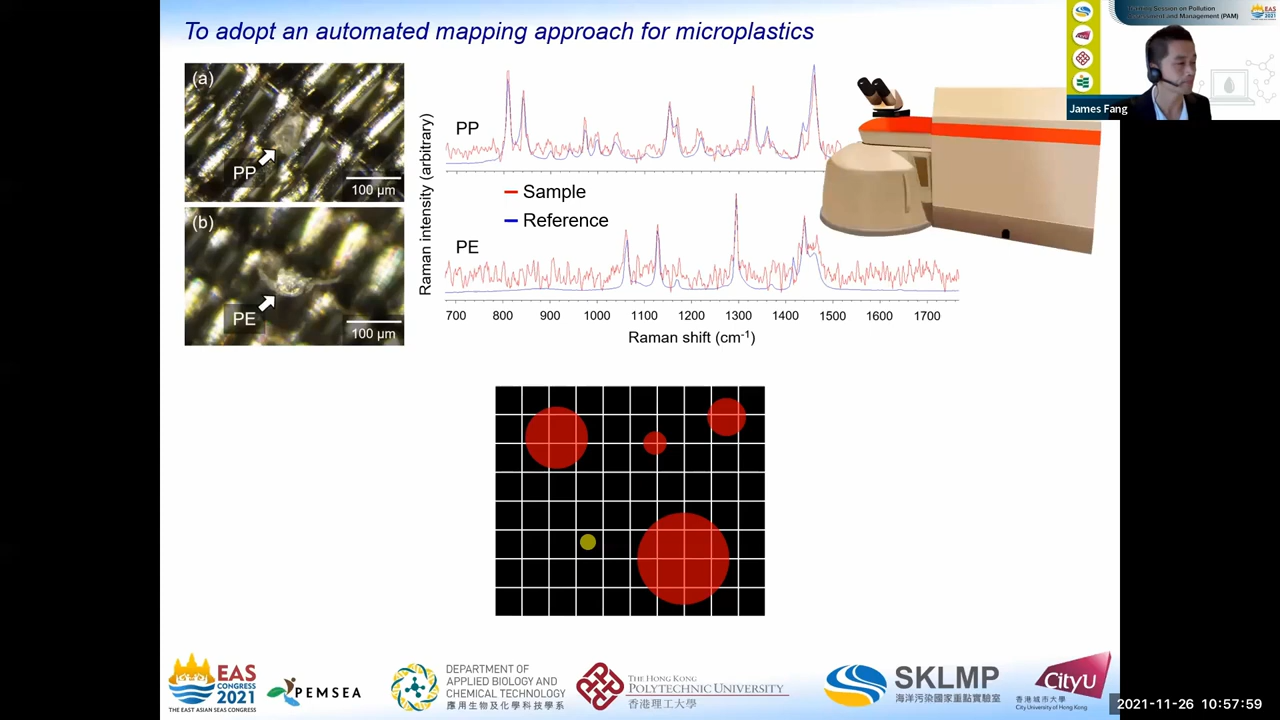 To adopt an automated mapping approach for microplastics
EAS
CONGRESS
2021
James Fang
(a)
PP
100 µm
(b)
PE
100 µm
Raman intensity (arbitrary)
PP
Sample
Reference
PE
700 800 900 1000 1100 1200 1300 1400 1500 1600 1700
Raman shift (cm-1)
EAS
CONGRESS
2021
THE EAST ASIAN SEAS CONGRESS
PEMSEA
DEPARTMENT OF
APPLIED BIOLOGY AND
CHEMICAL TECHNOLOGY
應用生物及化學科技學系
THE HONG KONG
POLYTECHNIC UNIVERSITY
香港理工大學
SKLMP
海洋污染國家重點實驗室
CityU
香港城市大學
City University of Hong Kong
2021-11-26 10:57:59